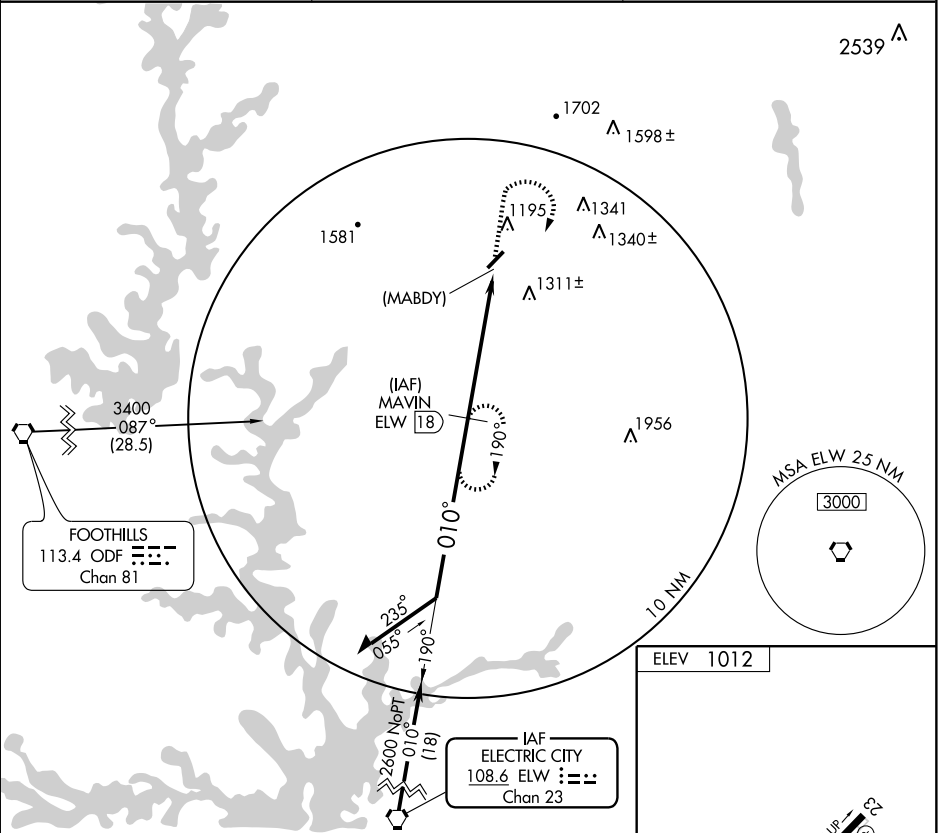 2539
1702
1598±
1195
1341
1581
1340±
(MABDY)
1311±
(IAF)
MAVIN
ELW 18
3400
087°
(28.5)
190°
1956
MSA ELW 25 NM
3000
FOOTHILLS
113.4 ODF
Chan 81
010°
10 NM
235°
055°
190°
ELEV 1012
2600 NoPT
010°
(18)
IAF
ELECTRIC CITY
108.6 ELW
Chan 23
UP
23